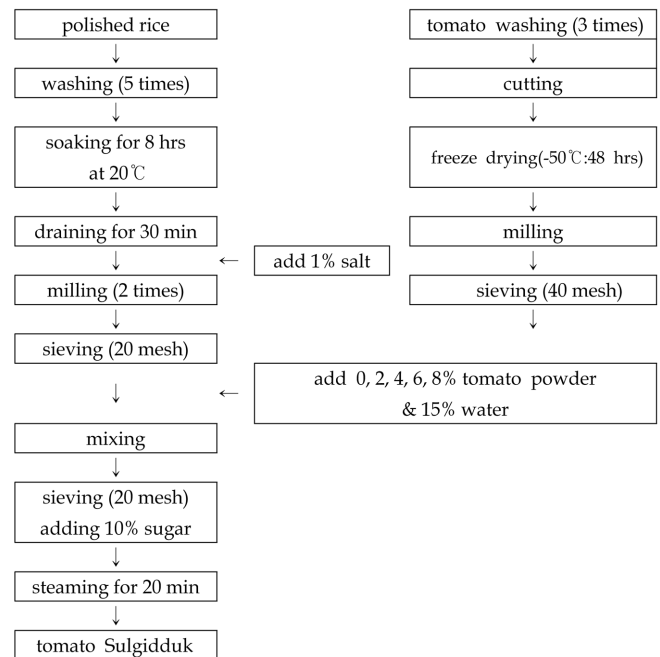 polished rice
washing (5 times)
soaking for 8 hrs
at 20℃
draining for 30 min
add 1% salt
milling (2 times)
sieving (20 mesh)
tomato washing (3 times)
cutting
freeze drying(-50℃:48 hrs)
milling
sieving (40 mesh)
add 0, 2, 4, 6, 8% tomato powder
& 15% water
mixing
sieving (20 mesh)
adding 10% sugar
steaming for 20 min
tomato Sulgidduk